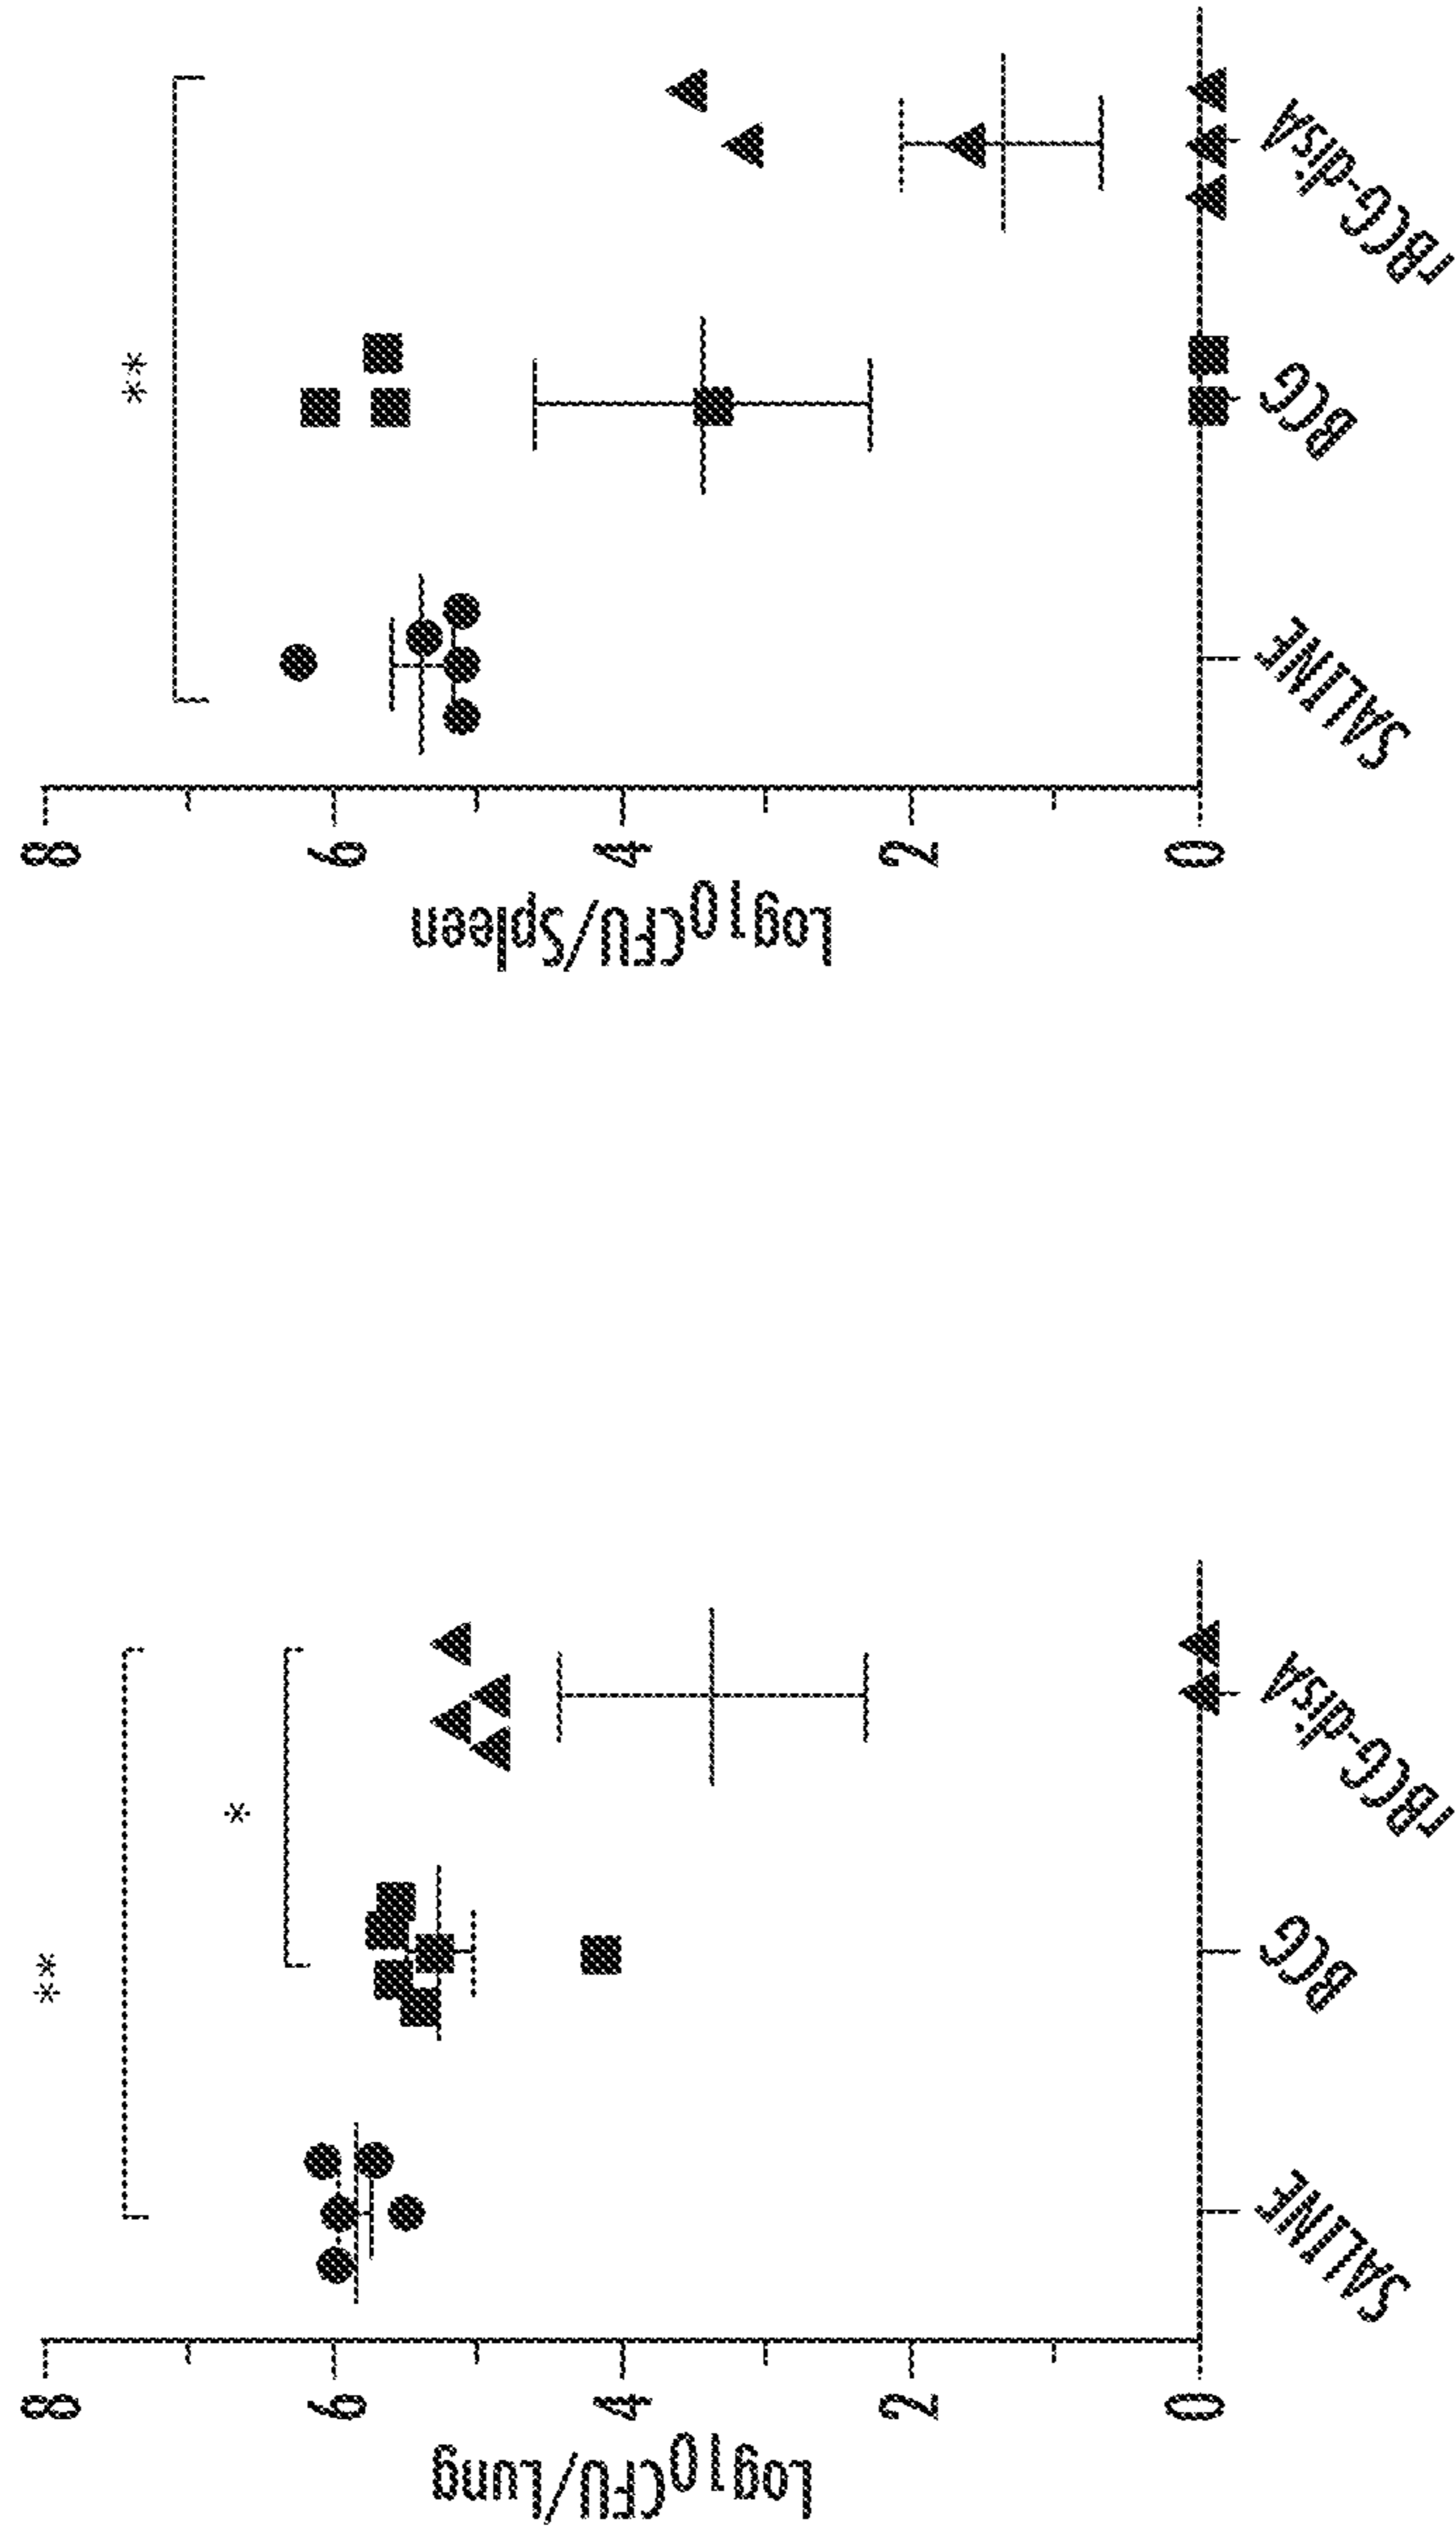 Log10CFU/Lung
8
6
4
2
0
**
*
SALINE
BCG
rBCG-disA
Log10CFU/Spleen
8
6
4
2
0
**
SALINE
BCG
rBCG-disA